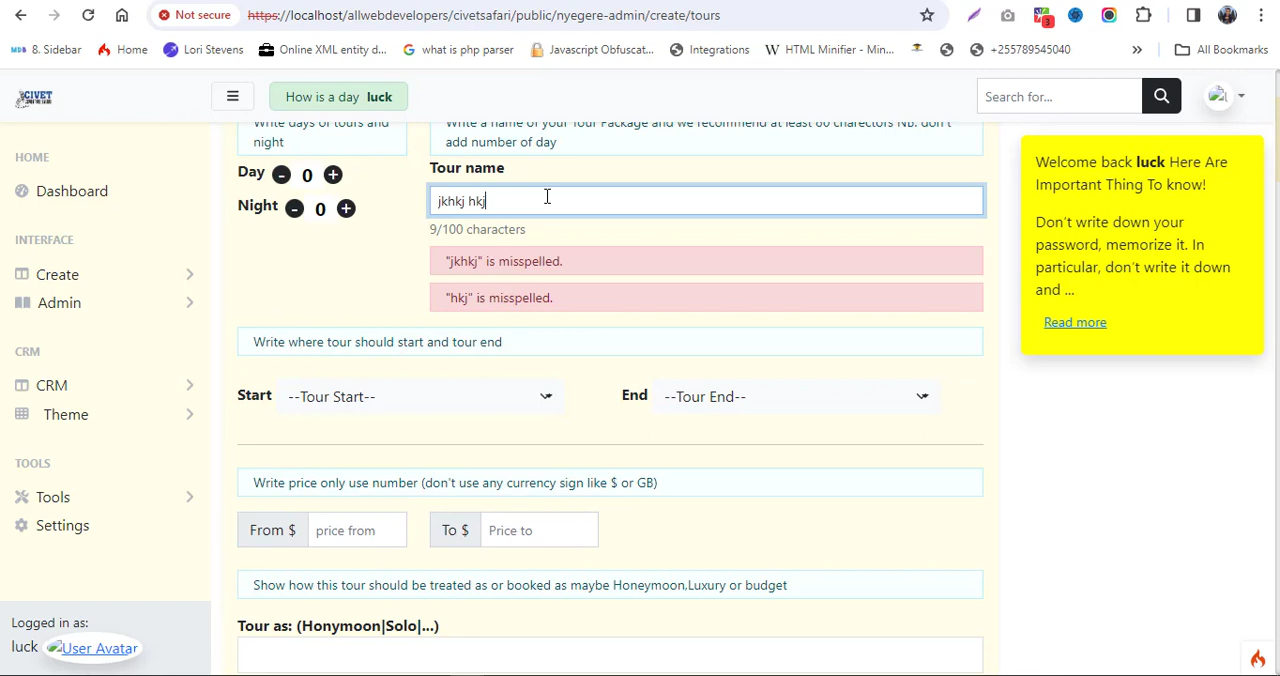 Not secure
https://localhost/allwebdevelopers/civetsafari/public/nyegere-admin/create/tours
3
8. Sidebar
Home
Lori Stevens
Online XML entity d...
what is php parser
Javascript Obfuscat...
Integrations
HTML Minifier - Min...
+255789545040
»
All Bookmarks
CIVET
How is a day luck
Search for...
HOME
Dashboard
INTERFACE
Create
Admin
CRM
CRM
Theme
TOOLS
Tools
Settings
Logged in as:
luck User Avatar
Write days of tours and
night
Write a name of your Tour Package and we recommend at least 60 charectors NB: don't
add number of day
Day - 0 +
Night - 0 +
Tour name
jkhkj hkj
9/100 characters
"jkhkj" is misspelled.
"hkj" is misspelled.
Write where tour should start and tour end
Start --Tour Start--
End --Tour End--
Write price only use number (don't use any currency sign like $ or GB)
From $ price from
To $ Price to
Show how this tour should be treated as or booked as maybe Honeymoon,Luxury or budget
Tour as: (Honymoon|Solo|...)
Welcome back luck Here Are
Important Thing To know!
Don't write down your
password, memorize it. In
particular, don't write it down
and ...
Read more